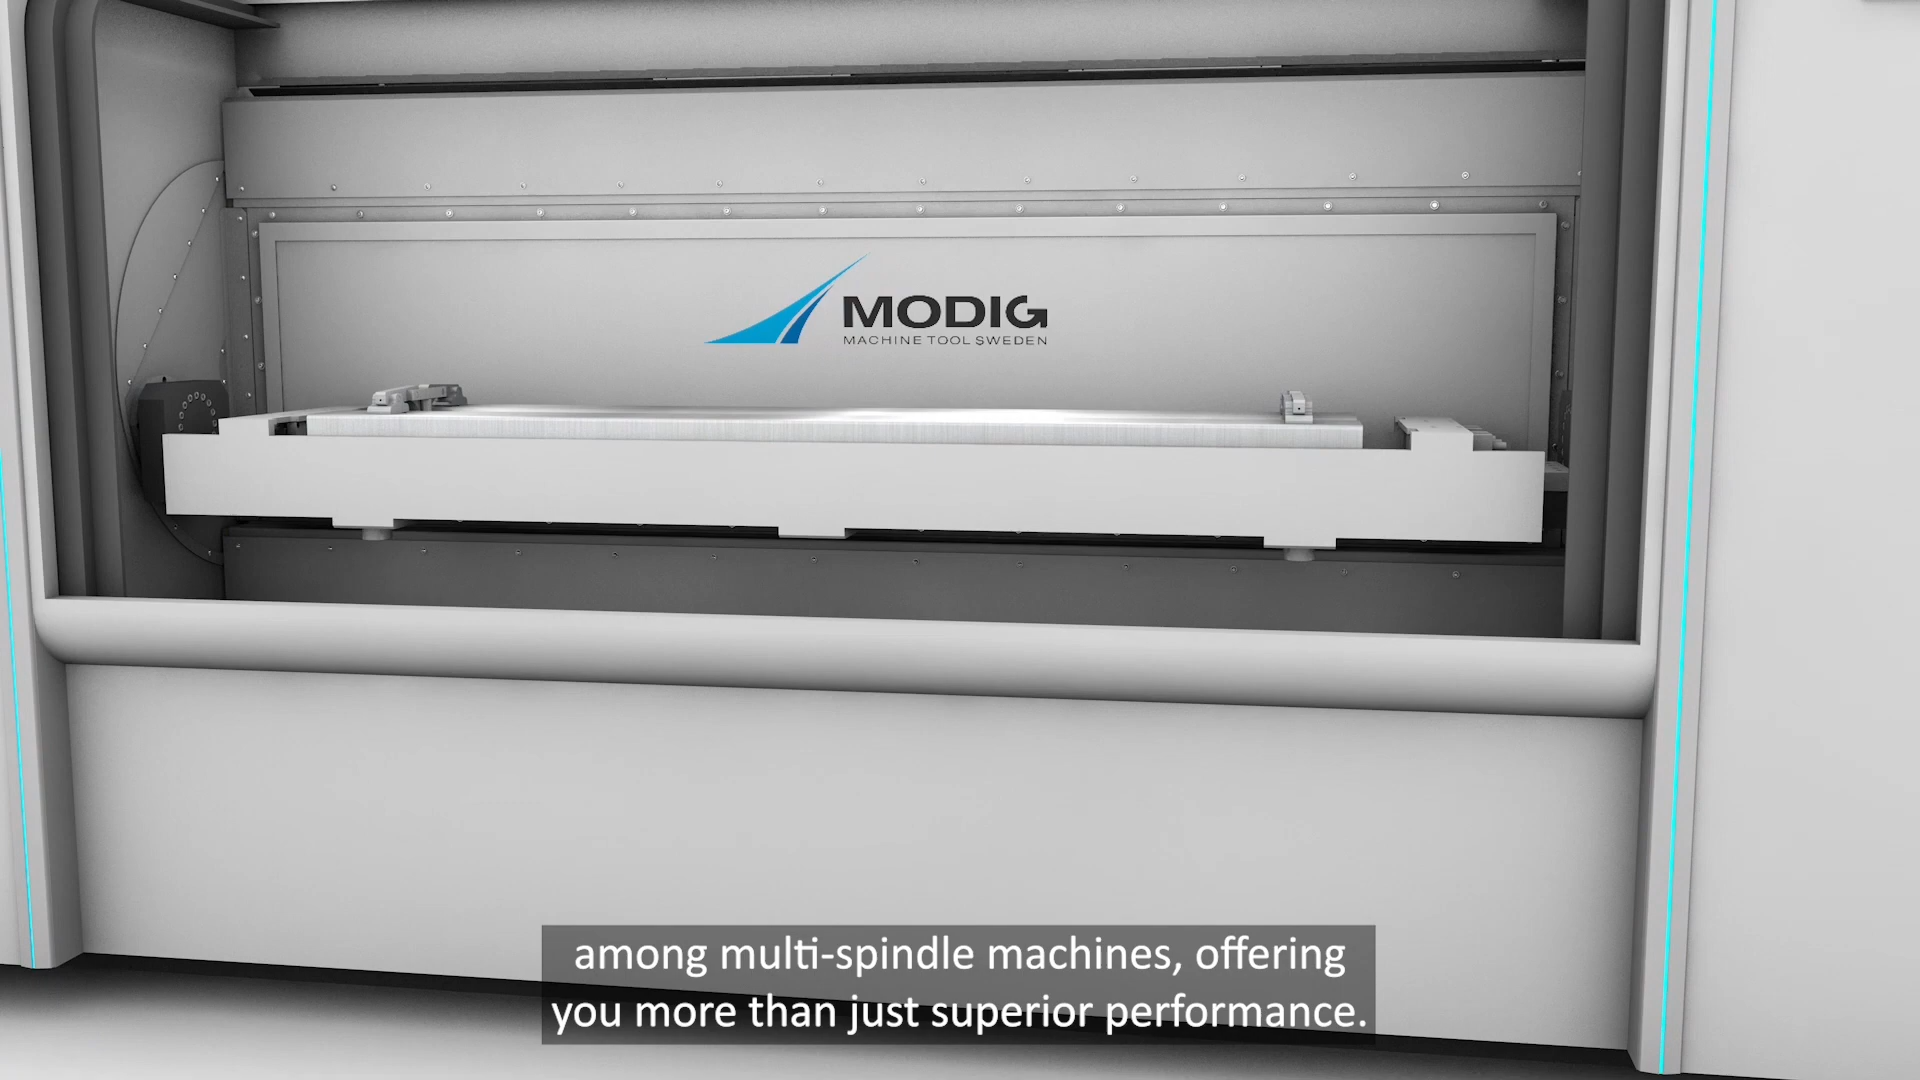 MODIG
MACHINE TOOL SWEDEN
among multi-spindle machines, offering
you more than just superior performance.